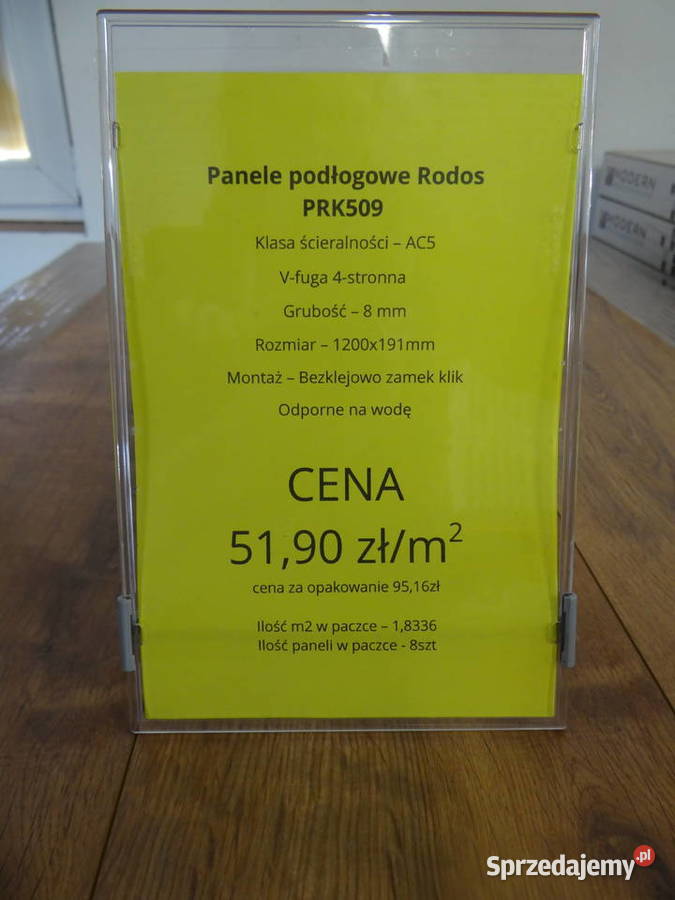 Panele podłogowe Rodos
PRK509
Klasa ścieralności – AC5
V-fuga 4-stronna
Grubość – 8 mm
Rozmiar – 1200x191mm
Montaż – Bezklejowo zamek klik
Odporne na wodę
CENA
51,90 zł/m²
cena za opakowanie 95,16zł
Ilość m2 w paczce – 1,8336
Ilość paneli w paczce - 8szt
MODERN
MODERN
Sprzedajemy.pl